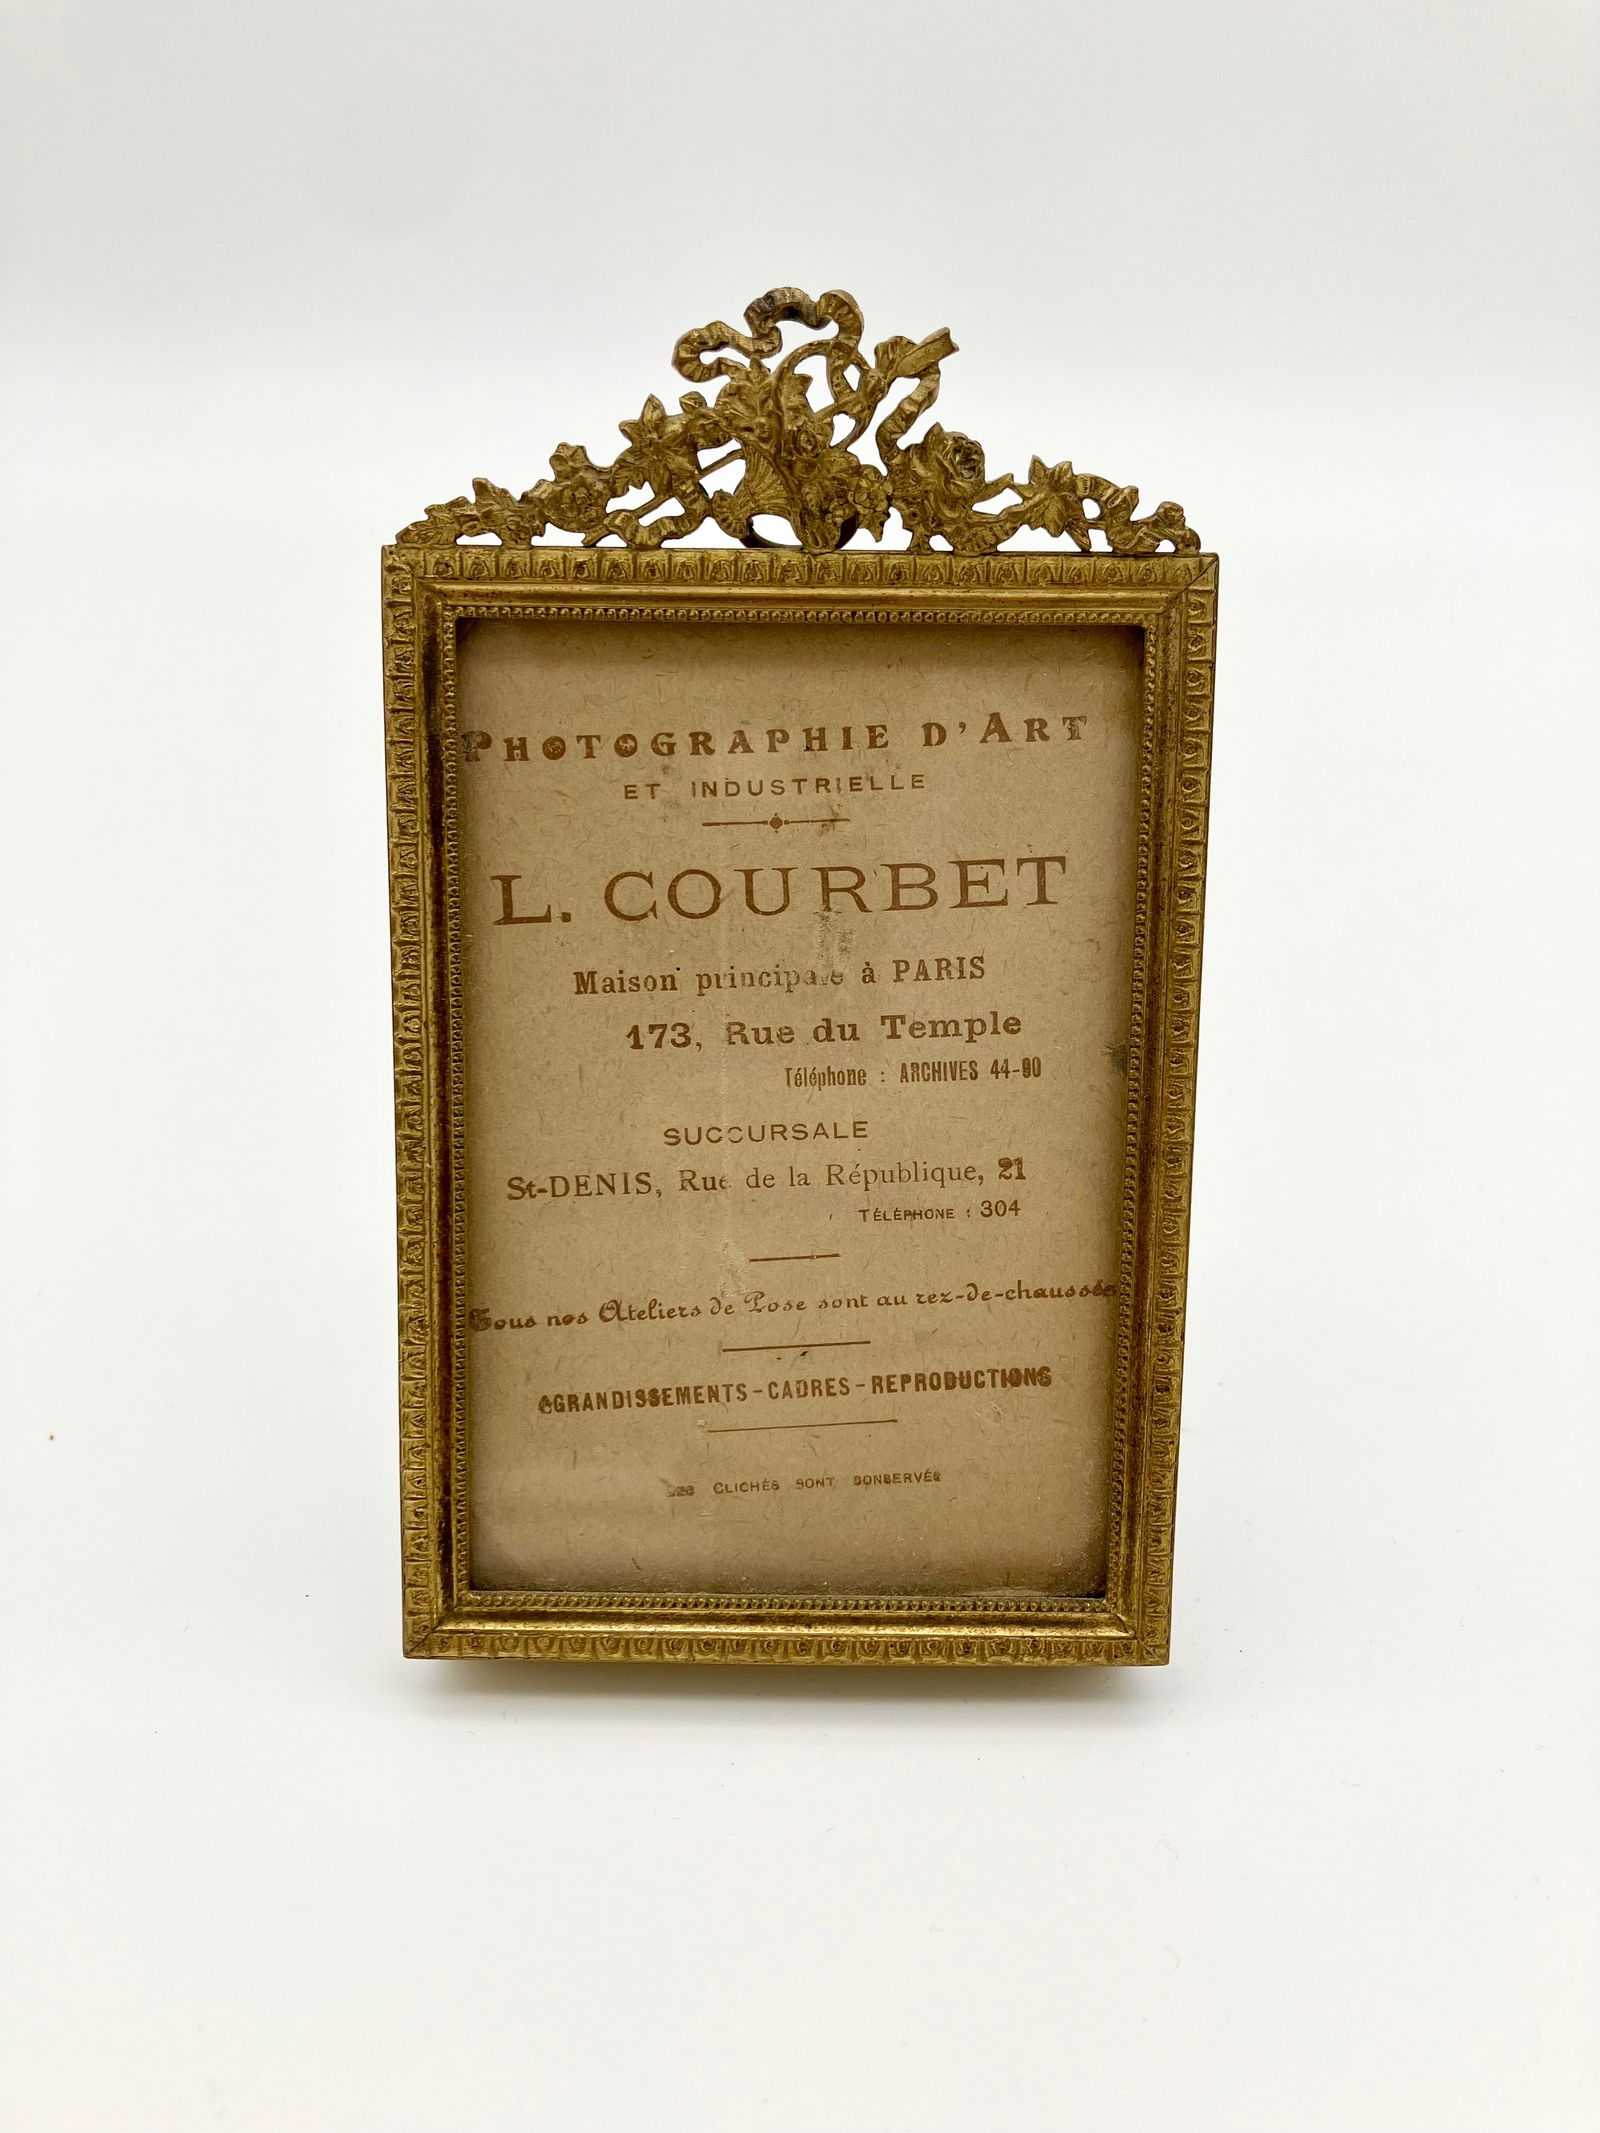 PHOTOGRAPHIE D'ART
ET INDUSTRIELLE
L. COURBET
Maison principale à PARIS
173, Rue du Temple
Téléphone : ARCHIVES 44-90
SUCCURSALE
St-DENIS, Rue de la République, 21
TÉLÉPHONE : 304
Tous nos Ateliers de Pose sont au rez-de-chaussée
AGRANDISSEMENTS - CADRES - REPRODUCTIONS
LES CLICHÉS SONT CONSERVÉS